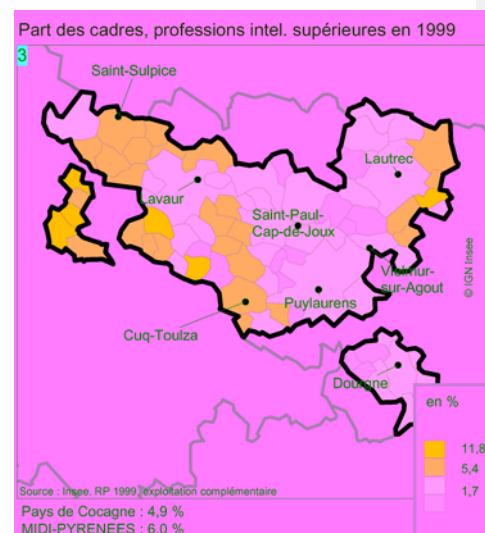 Part des cadres, professions intel. supérieures en 1999
3
Saint-Sulpice
Lautrec
Lavaur
Saint-Paul-
Cap-de-Joux
© IGN Insee
Vielmur-
sur-Agout
Puylaurens
Cuq-Toulza
Dourgne
en %
11,8
5,4
1,7
Source : Insee, RP 1999, exploitation complémentaire
Pays de Cocagne : 4,9 %
MIDI-PYRENEES : 6,0 %